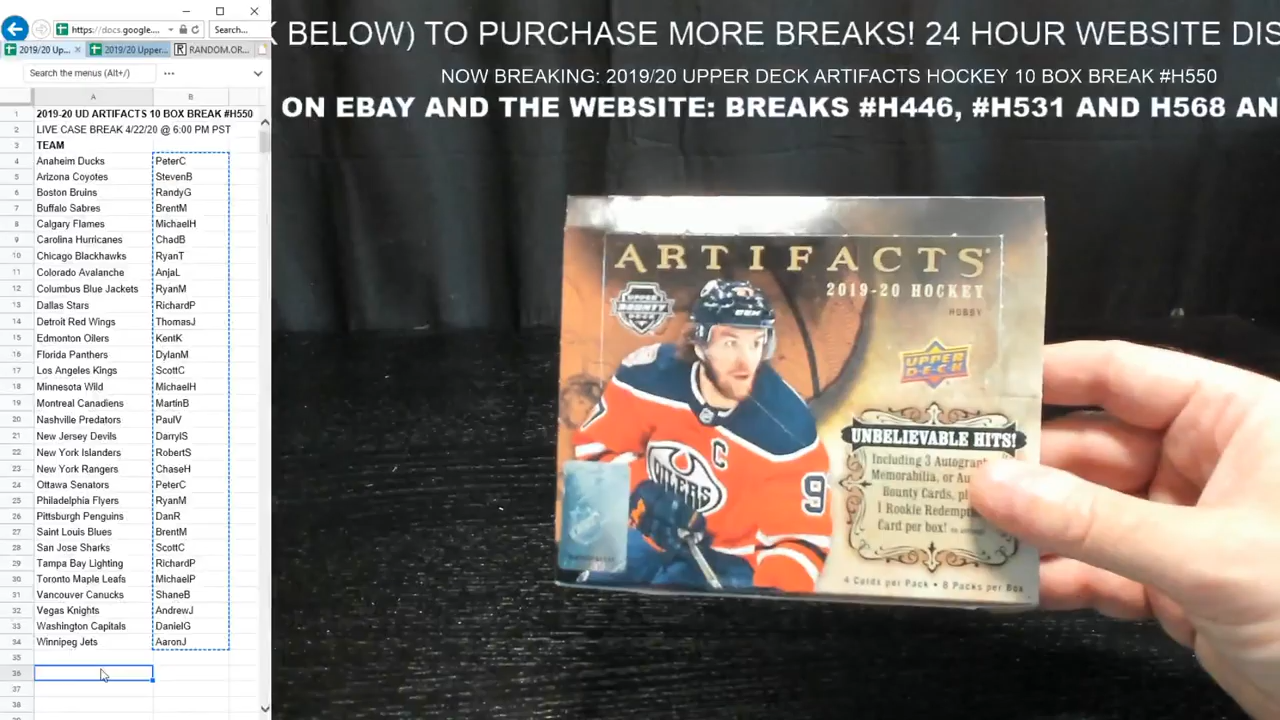 https://docs.google....
Search...
2019/20 Up...
2019/20 Upper...
RANDOM.OR...
Search the menus (Alt+/)
A B
1 2019-20 UD ARTIFACTS 10 BOX BREAK #H550
2 LIVE CASE BREAK 4/22/20 @ 6:00 PM PST
3 TEAM
4 Anaheim Ducks PeterC
5 Arizona Coyotes StevenB
6 Boston Bruins RandyG
7 Buffalo Sabres BrentM
8 Calgary Flames MichaelH
9 Carolina Hurricanes ChadB
10 Chicago Blackhawks RyanT
11 Colorado Avalanche AnjaL
12 Columbus Blue Jackets RyanM
13 Dallas Stars RichardP
14 Detroit Red Wings ThomasJ
15 Edmonton Oilers KentK
16 Florida Panthers DylanM
17 Los Angeles Kings ScottC
18 Minnesota Wild MichaelH
19 Montreal Canadiens MartinB
20 Nashville Predators PaulV
21 New Jersey Devils DarrylS
22 New York Islanders RobertS
23 New York Rangers ChaseH
24 Ottawa Senators PeterC
25 Philadelphia Flyers RyanM
26 Pittsburgh Penguins DanR
27 Saint Louis Blues BrentM
28 San Jose Sharks ScottC
29 Tampa Bay Lighting RichardP
30 Toronto Maple Leafs MichaelP
31 Vancouver Canucks ShaneB
32 Vegas Knights AndrewJ
33 Washington Capitals DanielG
34 Winnipeg Jets AaronJ
35
36
37
38
BELOW) TO PURCHASE MORE BREAKS! 24 HOUR WEBSITE DIS
NOW BREAKING: 2019/20 UPPER DECK ARTIFACTS HOCKEY 10 BOX BREAK #H550
ON EBAY AND THE WEBSITE: BREAKS #H446, #H531 AND H568 AN
ARTIFACTS
2019-20 HOCKEY
HOBBY
UPPER BOUNTY DECK
UPPER DECK
CCM
C
OILERS
9
UNBELIEVABLE HITS!
Including 3 Autograp
Memorabilia, or Au
Bounty Cards, pl
1 Rookie Redempt
Card per box!
4 Cards per Pack • 8 Packs per Box